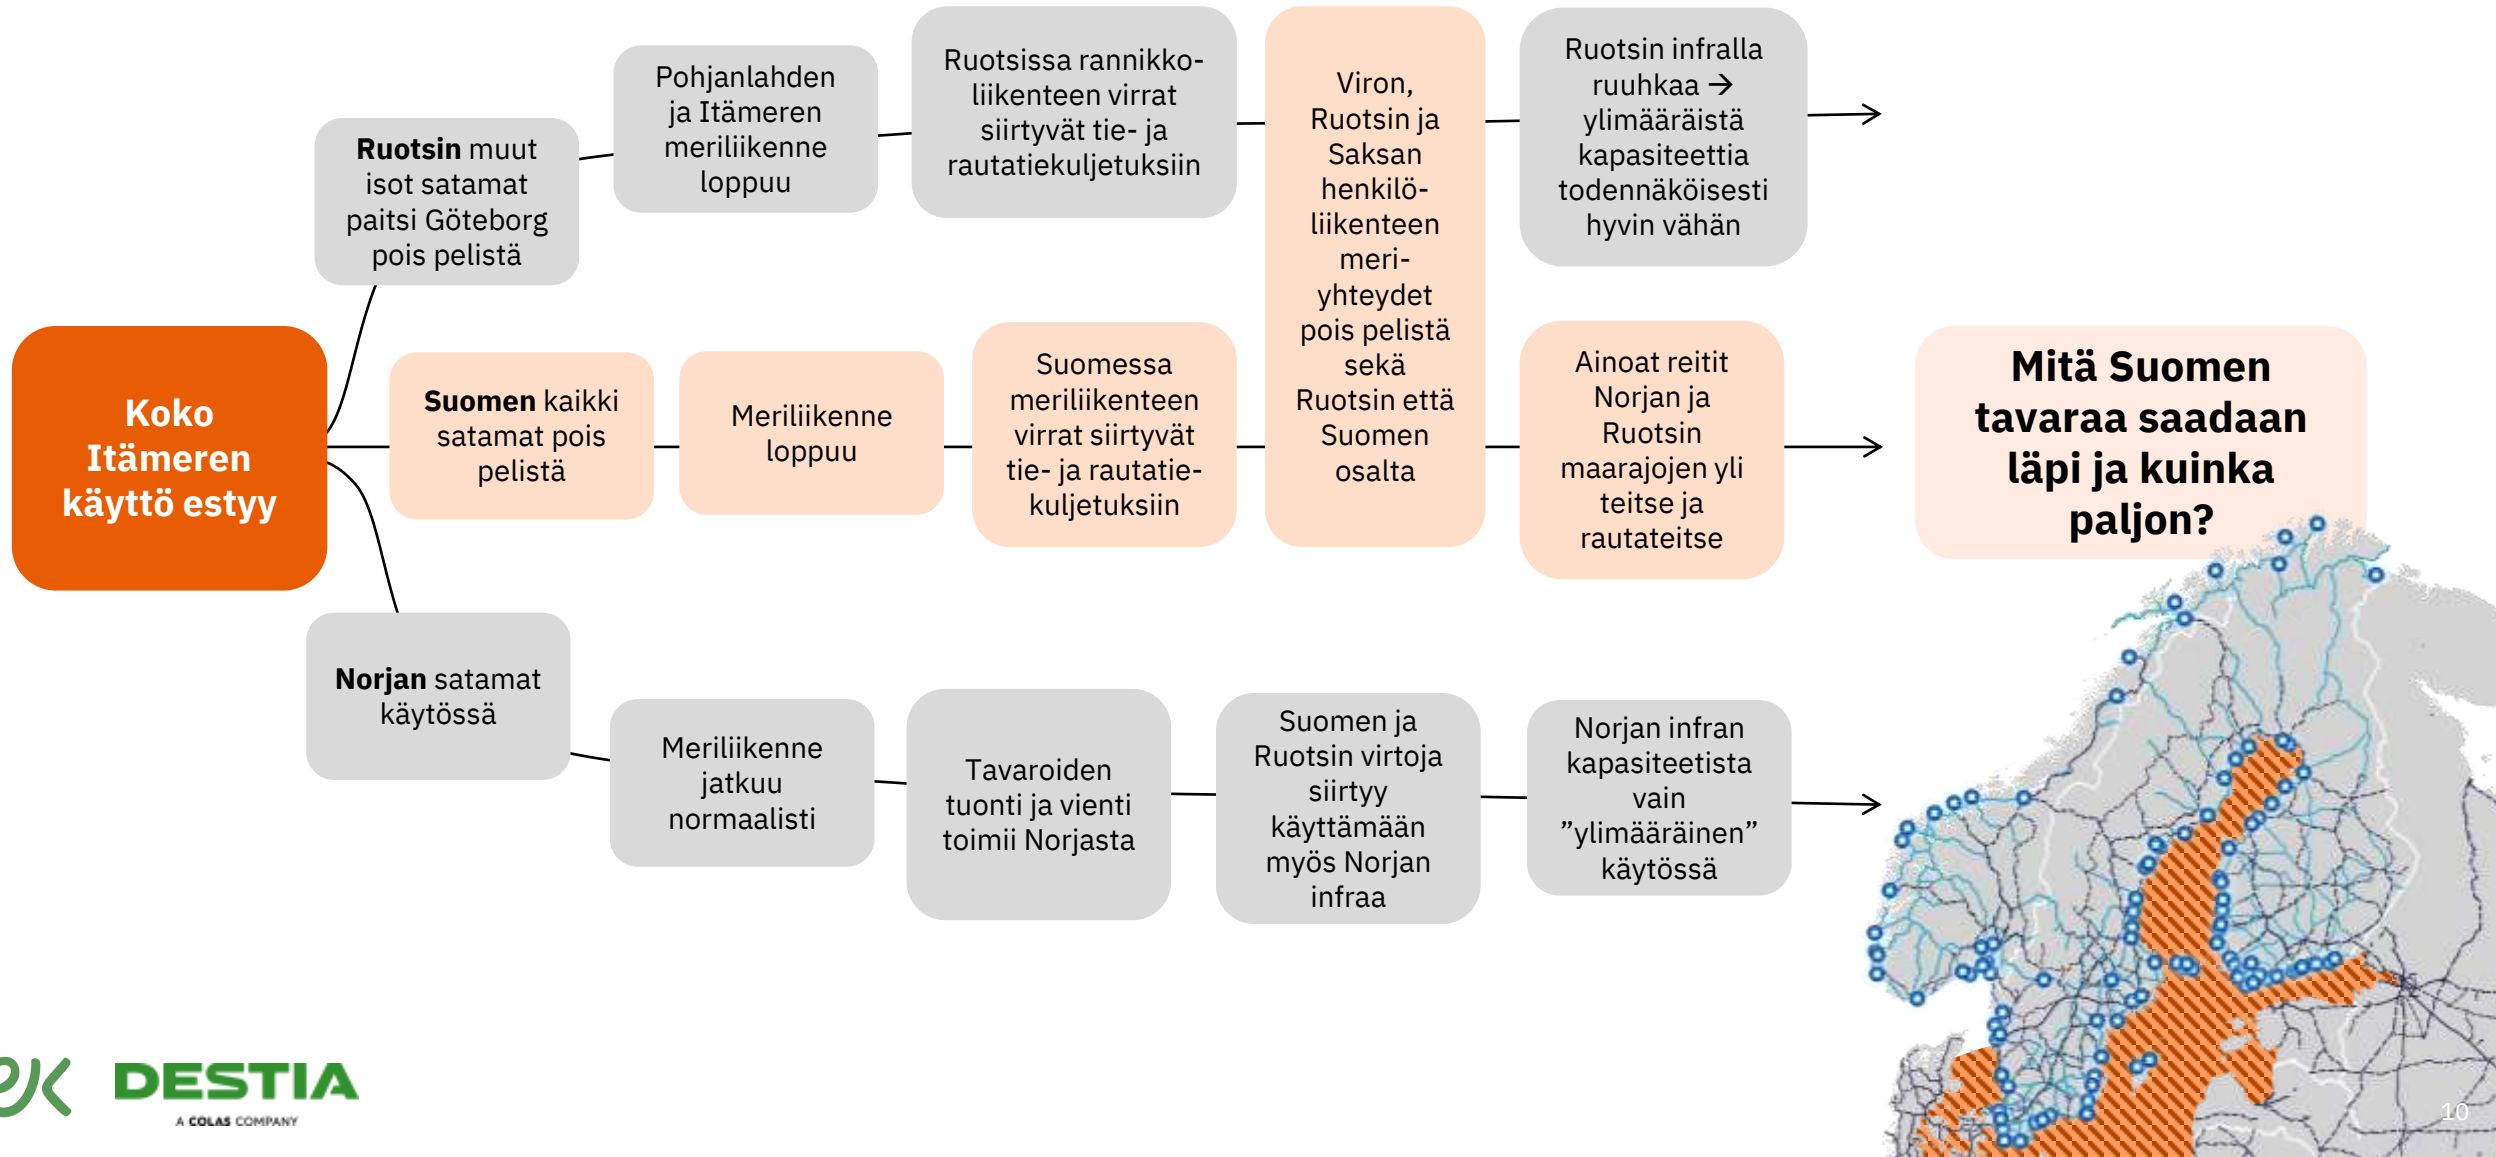 Koko
Itämeren
käyttö estyy
Ruotsin muut
isot satamat
paitsi Göteborg
pois pelistä
Pohjanlahden
ja Itämeren
meriliikenne
loppuu
Ruotsissa rannikko-
liikenteen virrat
siirtyvät tie- ja
rautatiekuljetuksiin
Viron,
Ruotsin ja
Saksan
henkilö-
liikenteen
meri-
yhteydet
pois pelistä
sekä
Ruotsin että
Suomen
osalta
Ruotsin infralla
ruuhkaa →
ylimääräistä
kapasiteettia
todennäköisesti
hyvin vähän
Suomen kaikki
satamat pois
pelistä
Meriliikenne
loppuu
Suomessa
meriliikenteen
virrat siirtyvät
tie- ja rautatie-
kuljetuksiin
Ainoat reitit
Norjan ja
Ruotsin
maarajojen yli
teitse ja
rautateitse
Mitä Suomen
tavaraa saadaan
läpi ja kuinka
paljon?
Norjan satamat
käytössä
Meriliikenne
jatkuu
normaalisti
Tavaroiden
tuonti ja vienti
toimii Norjasta
Suomen ja
Ruotsin virtoja
siirtyy
käyttämään
myös Norjan
infraa
Norjan infran
kapasiteetista
vain
”ylimääräinen”
käytössä
ek
DESTIA
A COLAS COMPANY
10